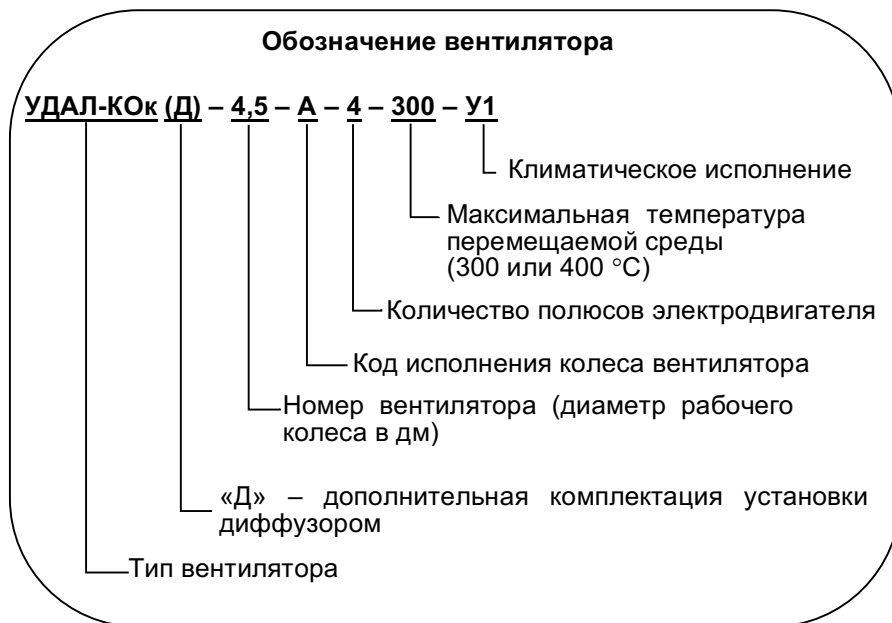 Обозначение вентилятора
УДАЛ-КОк (Д) – 4,5 – А – 4 – 300 – У1
Климатическое исполнение
Максимальная температура
перемещаемой среды
(300 или 400 °С)
Количество полюсов электродвигателя
Код исполнения колеса вентилятора
Номер вентилятора (диаметр рабочего
колеса в дм)
«Д» – дополнительная комплектация установки
диффузором
Тип вентилятора